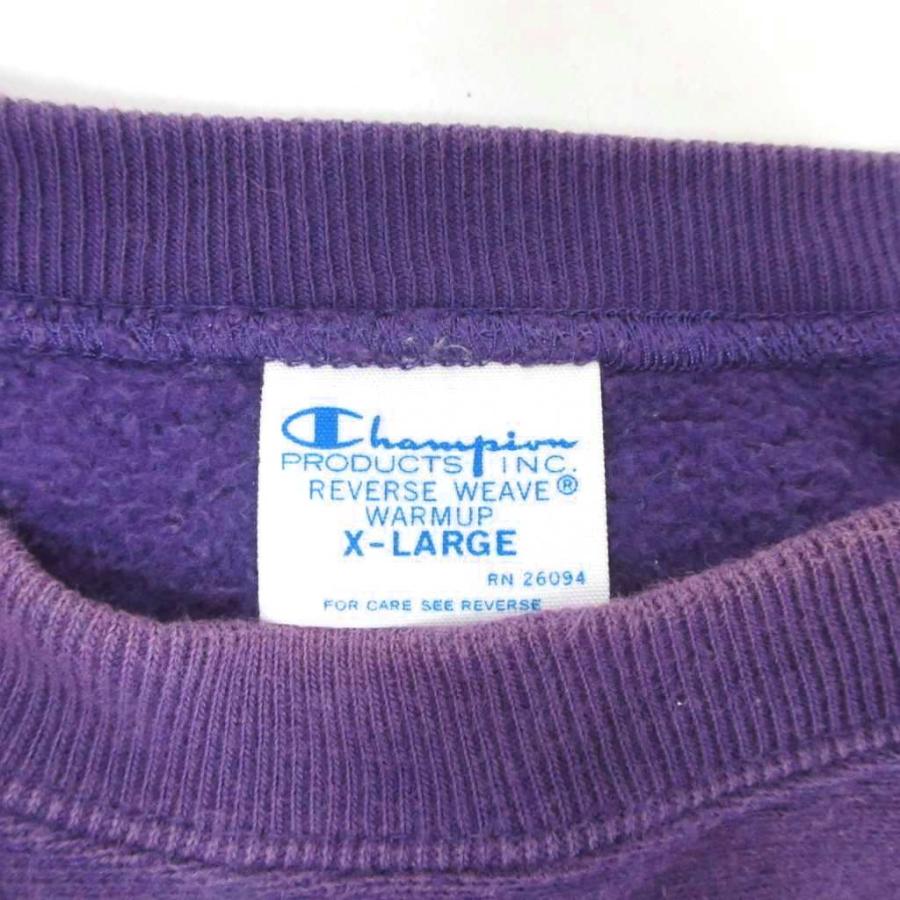 Champion
PRODUCTS INC.
REVERSE WEAVE®
WARMUP
X-LARGE
RN 26094
FOR CARE SEE REVERSE